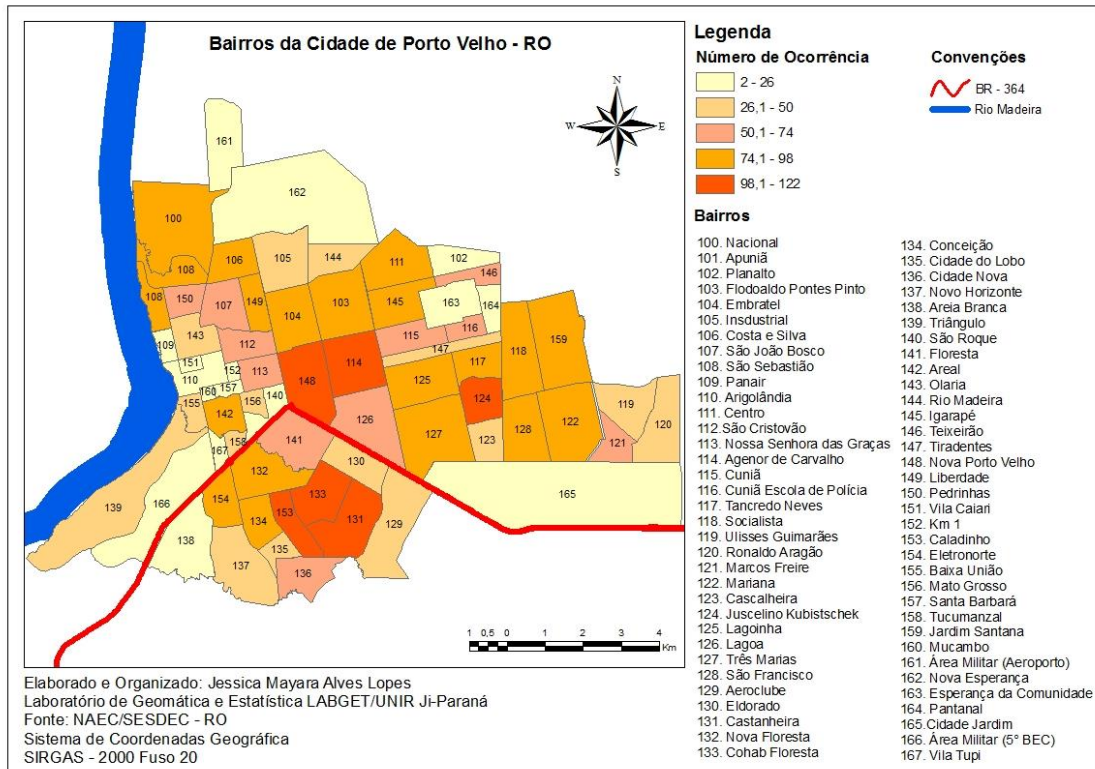 Bairros da Cidade de Porto Velho - RO
N
W
E
S
161
162
100
108
106
105
144
111
102
146
108
150
107
149
104
103
145
163
164
109
143
112
115
116
147
118
159
151
110
152
113
148
114
125
117
160
157
155
142
156
140
124
119
120
126
127
128
122
121
167
158
141
130
123
165
132
139
166
154
133
153
131
129
134
138
135
137
136
1 0,5 0 1 2 3 4
Km
Legenda
Número de Ocorrência
2 - 26
26,1 - 50
50,1 - 74
74,1 - 98
98,1 - 122
Convenções
BR - 364
Rio Madeira
Bairros
100. Nacional
101. Apuniã
102. Planalto
103. Flodoaldo Pontes Pinto
104. Embratel
105. Insdustrial
106. Costa e Silva
107. São João Bosco
108. São Sebastião
109. Panair
110. Arigolândia
111. Centro
112. São Cristovão
113. Nossa Senhora das Graças
114. Agenor de Carvalho
115. Cuniã
116. Cuniã Escola de Polícia
117. Tancredo Neves
118. Socialista
119. Ulisses Guimarães
120. Ronaldo Aragão
121. Marcos Freire
122. Mariana
123. Cascalheira
124. Juscelino Kubistschek
125. Lagoinha
126. Lagoa
127. Três Marias
128. São Francisco
129. Aeroclube
130. Eldorado
131. Castanheira
132. Nova Floresta
133. Cohab Floresta
134. Conceição
135. Cidade do Lobo
136. Cidade Nova
137. Novo Horizonte
138. Areia Branca
139. Triângulo
140. São Roque
141. Floresta
142. Areal
143. Olaria
144. Rio Madeira
145. Igarapé
146. Teixeirão
147. Tiradentes
148. Nova Porto Velho
149. Liberdade
150. Pedrinhas
151. Vila Caiari
152. Km 1
153. Caladinho
154. Eletronorte
155. Baixa União
156. Mato Grosso
157. Santa Barbará
158. Tucumanzal
159. Jardim Santana
160. Mucambo
161. Área Militar (Aeroporto)
162. Nova Esperança
163. Esperança da Comunidade
164. Pantanal
165. Cidade Jardim
166. Área Militar (5° BEC)
167. Vila Tupi
Elaborado e Organizado: Jessica Mayara Alves Lopes
Laboratório de Geomática e Estatística LABGET/UNIR Ji-Paraná
Fonte: NAEC/SESDEC - RO
Sistema de Coordenadas Geográfica
SIRGAS - 2000 Fuso 20